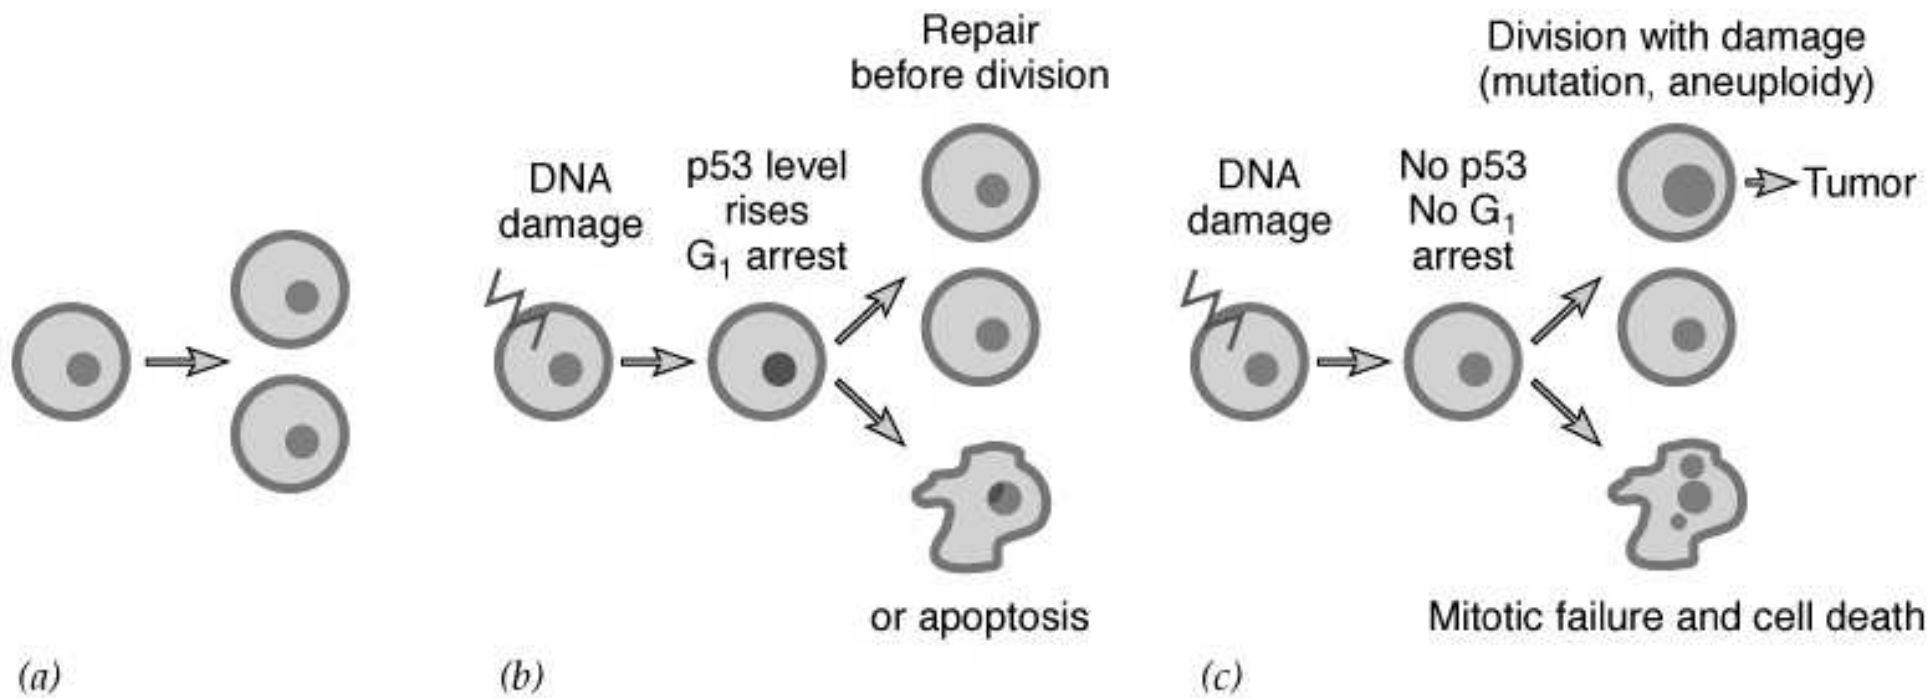 (a)
DNA
damage
p53 level
rises
G₁ arrest
Repair
before division
or apoptosis
(b)
DNA
damage
No p53
No G₁
arrest
Division with damage
(mutation, aneuploidy)
Tumor
Mitotic failure and cell death
(c)